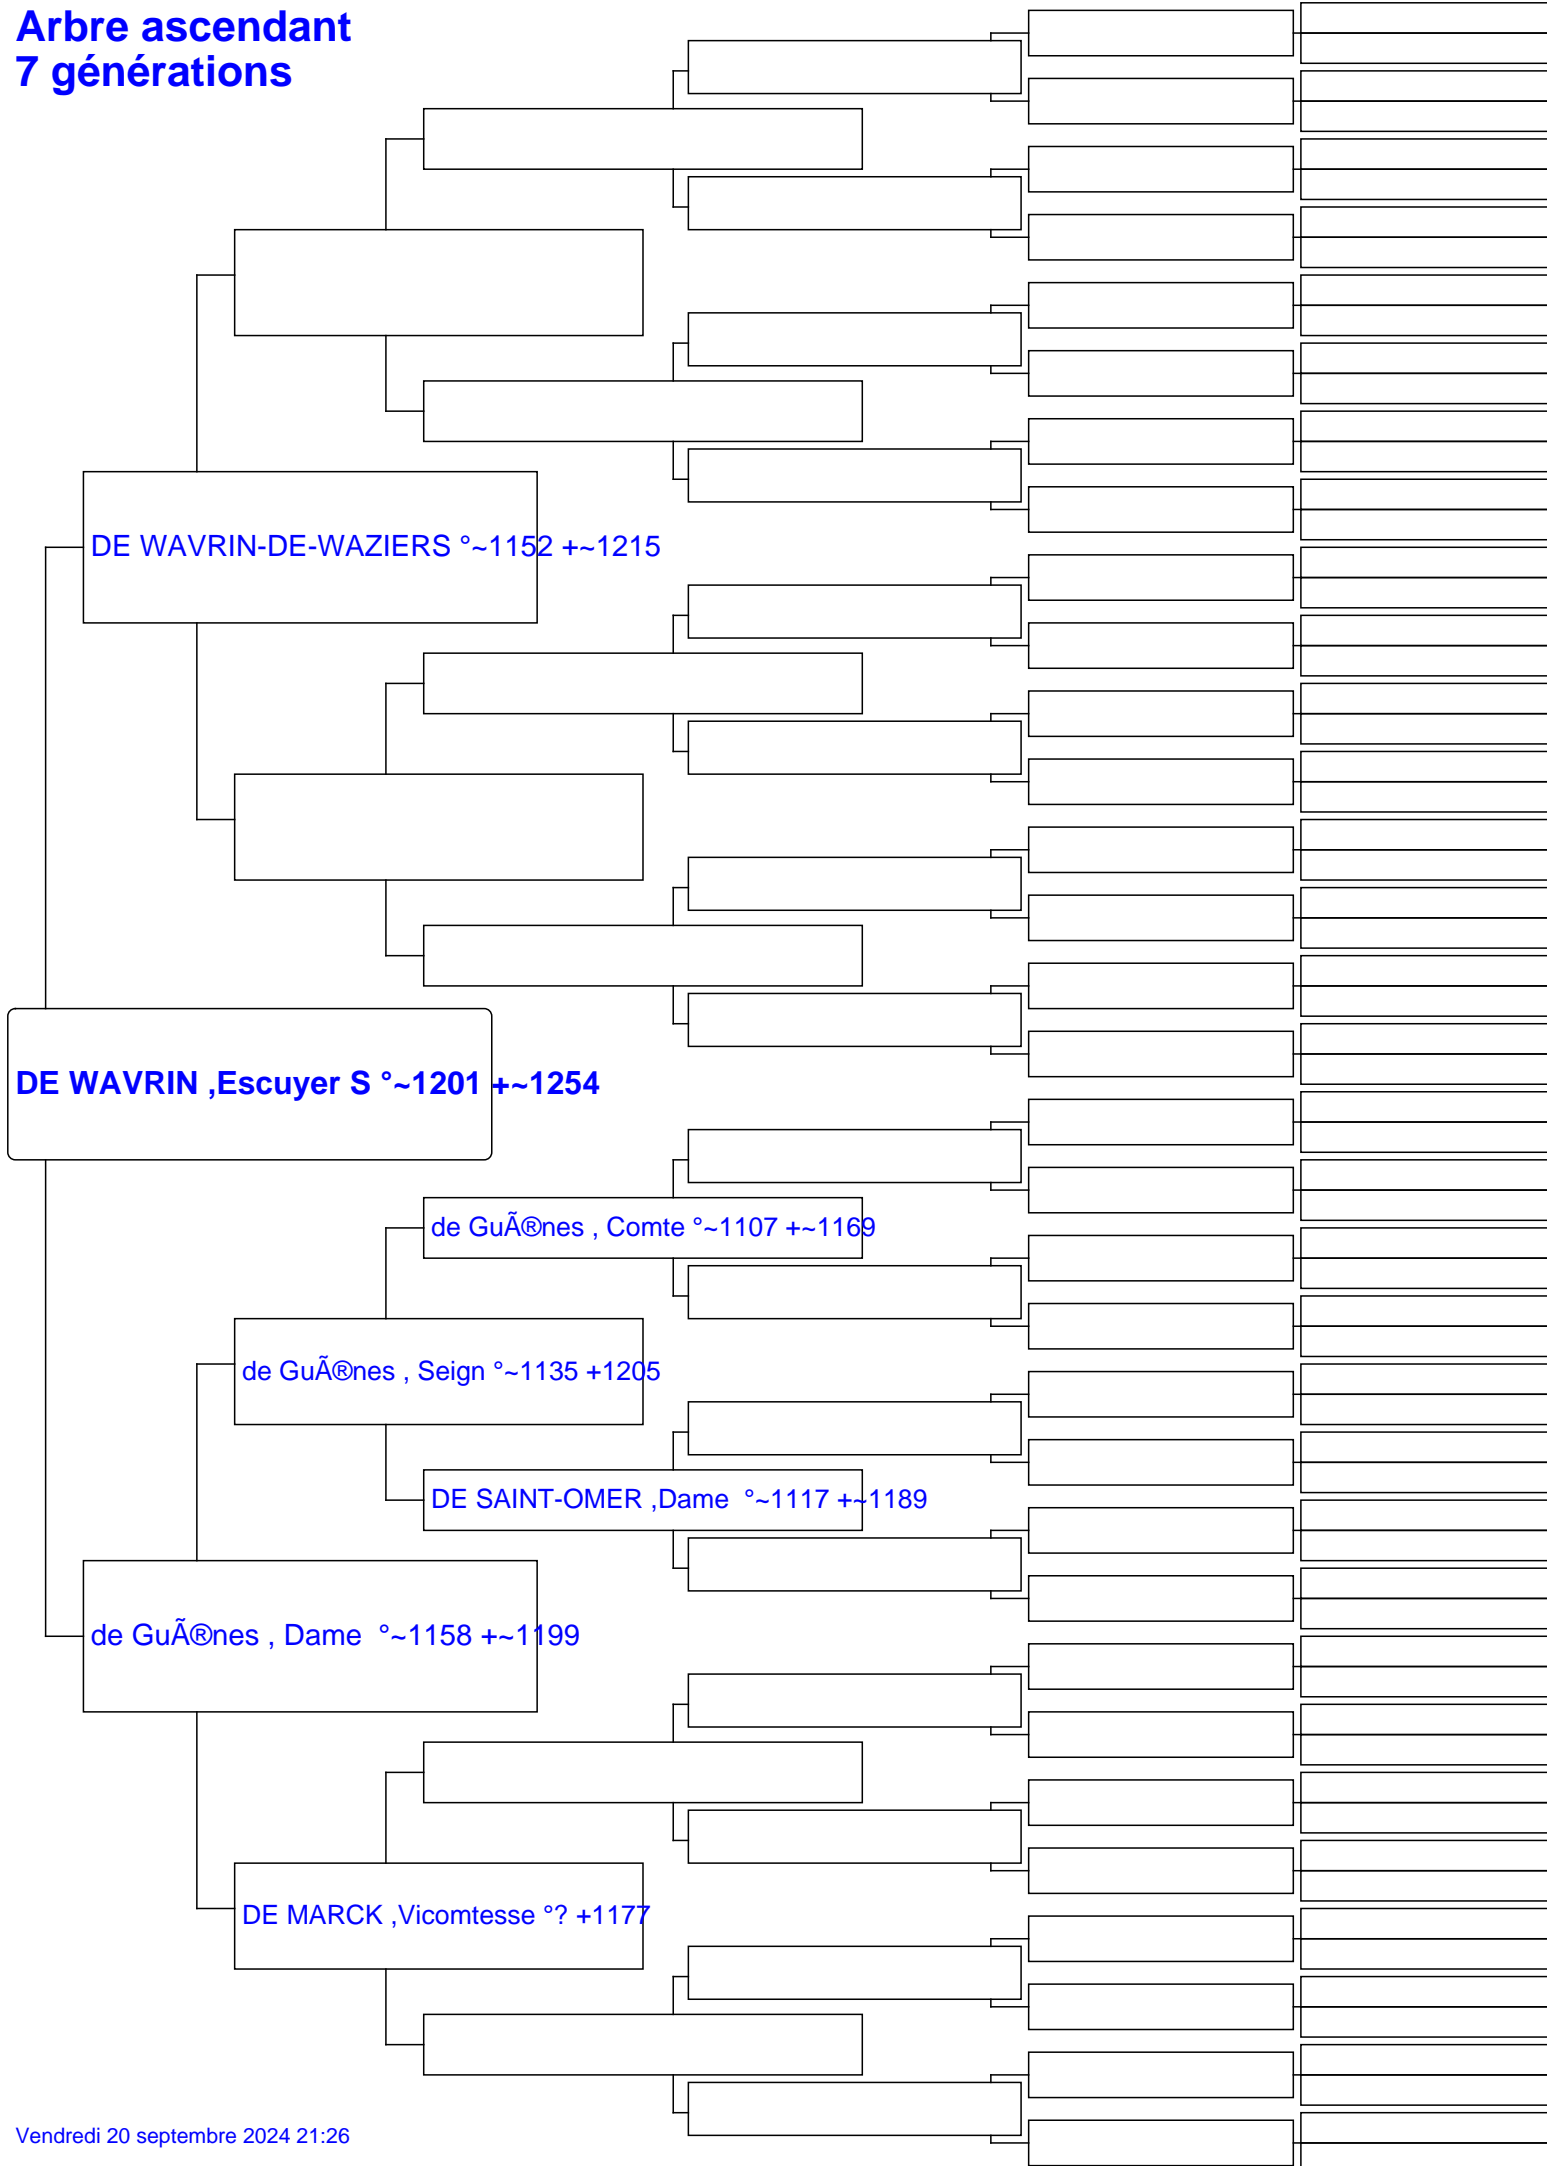 Arbre ascendant
7 générations
DE WAVRIN-DE-WAZIERS °~1152 +~1215
DE WAVRIN ,Escuyer S °~1201 +~1254
de GuÃ®nes , Comte °~1107 +~1169
de GuÃ®nes , Seign °~1135 +1205
DE SAINT-OMER ,Dame  °~1117 +~1189
de GuÃ®nes , Dame  °~1158 +~1199
DE MARCK ,Vicomtesse °? +1177
Vendredi 20 septembre 2024 21:26